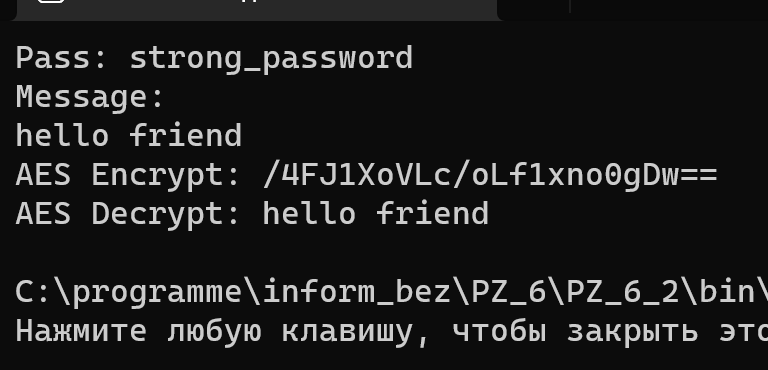 Pass: strong_password
Message:
hello friend
AES Encrypt: /4FJ1XoVLc/oLf1xno0gDw==
AES Decrypt: hello friend
C:\programme\inform_bez\PZ_6\PZ_6_2\bin\
Нажмите любую клавишу, чтобы закрыть